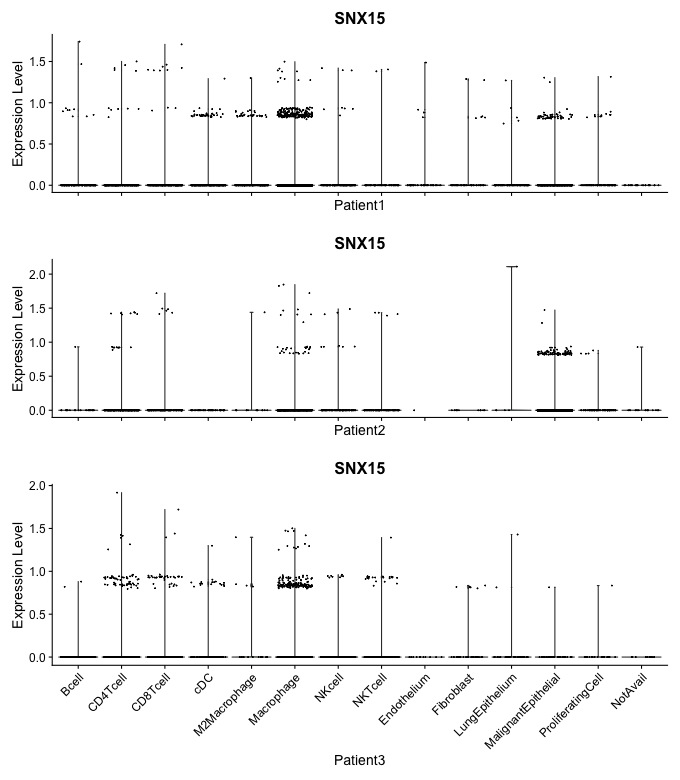 SNX15
Expression Level
1.5
1.0
0.5
0.0
Patient1
SNX15
Expression Level
2.0
1.5
1.0
0.5
0.0
Patient2
SNX15
Expression Level
2.0
1.5
1.0
0.5
0.0
Bcell
CD4Tcell
CD8Tcell
cDC
M2Macrophage
Macrophage
NKcell
NKTcell
Endothelium
Fibroblast
LungEpithelium
MalignantEpithelial
ProliferatingCell
NotAvail
Patient3